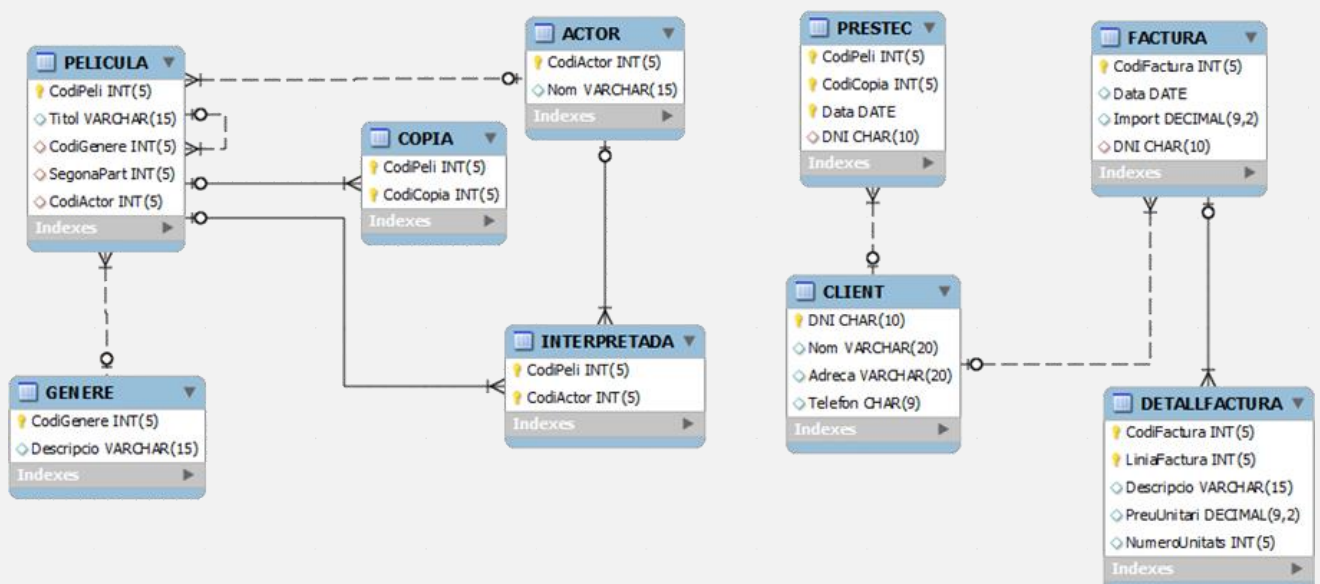 PELICULA
CodiPeli INT(5)
Titol VARCHAR(15)
CodiGenere INT(5)
SegonaPart INT(5)
CodiActor INT(5)
Indexes
GENERE
CodiGenere INT(5)
Descripcio VARCHAR(15)
Indexes
COPIA
CodiPeli INT(5)
CodiCopia INT(5)
Indexes
ACTOR
CodiActor INT(5)
Nom VARCHAR(15)
Indexes
INTERPRETADA
CodiPeli INT(5)
CodiActor INT(5)
Indexes
PRESTEC
CodiPeli INT(5)
CodiCopia INT(5)
Data DATE
DNI CHAR(10)
Indexes
CLIENT
DNI CHAR(10)
Nom VARCHAR(20)
Adreca VARCHAR(20)
Telefon CHAR(9)
Indexes
FACTURA
CodiFactura INT(5)
Data DATE
Import DECIMAL(9,2)
DNI CHAR(10)
Indexes
DETALLFACTURA
CodiFactura INT(5)
LiniaFactura INT(5)
Descripcio VARCHAR(15)
PreuUnitari DECIMAL(9,2)
NumeroUnitats INT(5)
Indexes